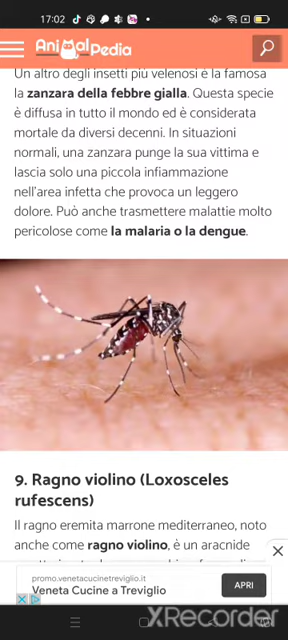 17:02
AnimalPedia
Un altro degli insetti più velenosi è la famosa
la zanzara della febbre gialla. Questa specie
è diffusa in tutto il mondo ed è considerata
mortale da diversi decenni. In situazioni
normali, una zanzara punge la sua vittima e
lascia solo una piccola infiammazione
nell'area infetta che provoca un leggero
dolore. Può anche trasmettere malattie molto
pericolose come la malaria o la dengue.
9. Ragno violino (Loxosceles
rufescens)
Il ragno eremita marrone mediterraneo, noto
anche come ragno violino, è un aracnide
promo.venetacucinetreviglio.it
Veneta Cucine a Treviglio
APRI
XRecorder